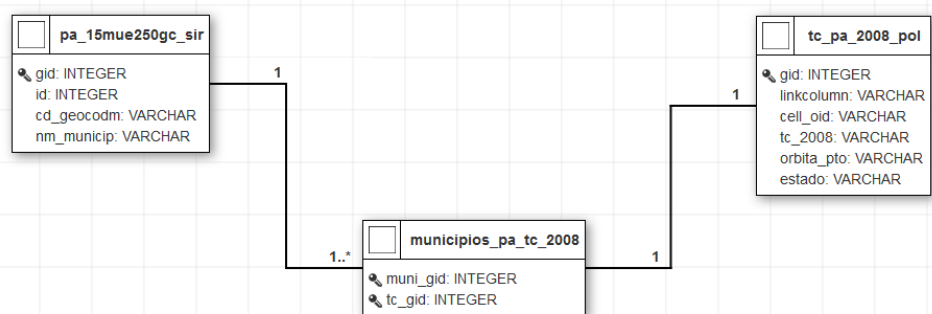 pa_15mue250gc_sir
gid: INTEGER
id: INTEGER
cd_geocodm: VARCHAR
nm_municip: VARCHAR
1
1..*
municipios_pa_tc_2008
muni_gid: INTEGER
tc_gid: INTEGER
1
1
tc_pa_2008_pol
gid: INTEGER
linkcolumn: VARCHAR
cell_oid: VARCHAR
tc_2008: VARCHAR
orbita_pto: VARCHAR
estado: VARCHAR